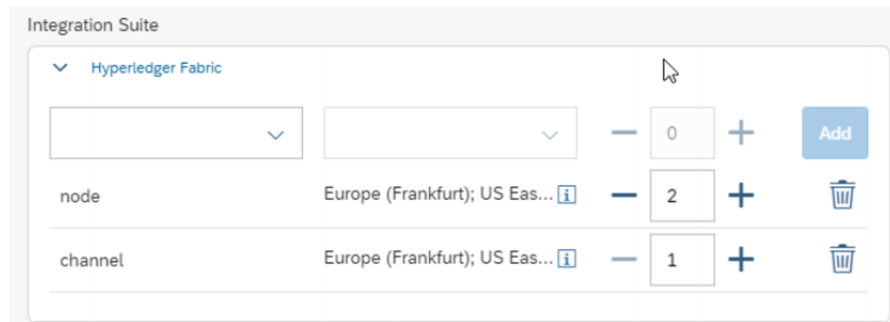 Integration Suite
Hyperledger Fabric
0 Add
node Europe (Frankfurt); US Eas... i 2
channel Europe (Frankfurt); US Eas... i 1